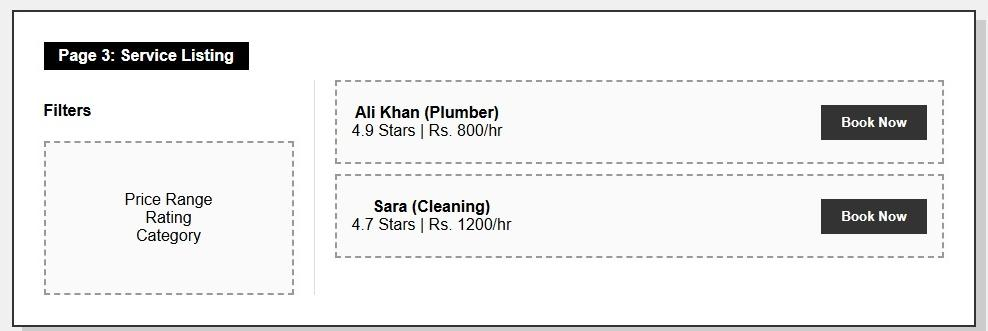 Page 3: Service Listing
Filters
Price Range
Rating
Category
Ali Khan (Plumber)
4.9 Stars | Rs. 800/hr
Book Now
Sara (Cleaning)
4.7 Stars | Rs. 1200/hr
Book Now